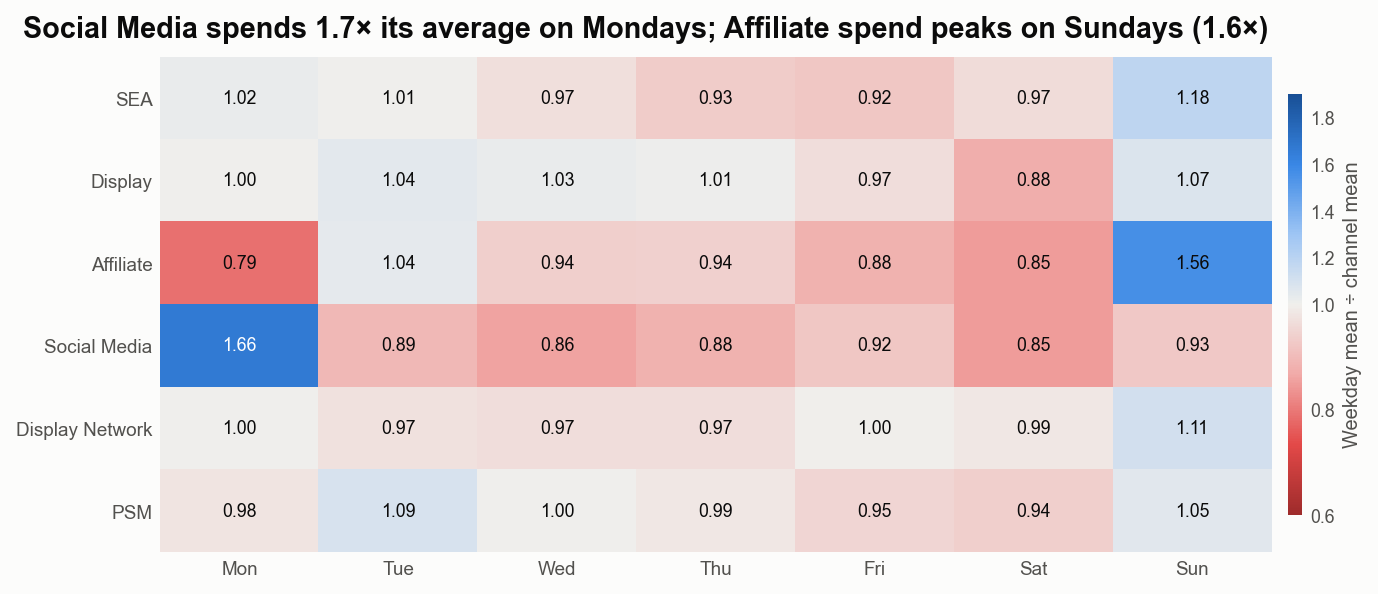 Social Media spends 1.7× its average on Mondays; Affiliate spend peaks on Sundays (1.6×)
SEA 1.02 1.01 0.97 0.93 0.92 0.97 1.18
Display 1.00 1.04 1.03 1.01 0.97 0.88 1.07
Affiliate 0.79 1.04 0.94 0.94 0.88 0.85 1.56
Social Media 1.66 0.89 0.86 0.88 0.92 0.85 0.93
Display Network 1.00 0.97 0.97 0.97 1.00 0.99 1.11
PSM 0.98 1.09 1.00 0.99 0.95 0.94 1.05
Mon Tue Wed Thu Fri Sat Sun
1.8
1.6
1.4
1.2
1.0
0.8
0.6
Weekday mean ÷ channel mean